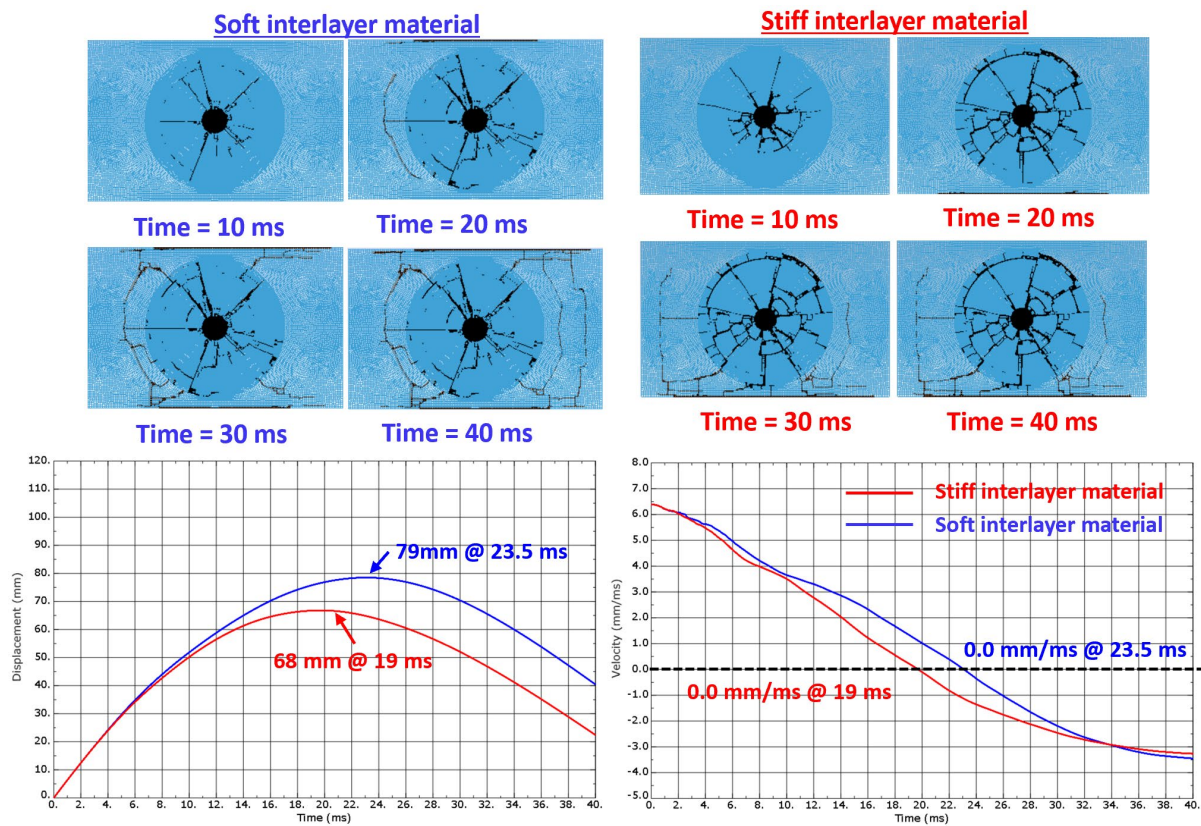 Soft interlayer material
Stiff interlayer material
Time = 10 ms
Time = 20 ms
Time = 10 ms
Time = 20 ms
Time = 30 ms
Time = 40 ms
Time = 30 ms
Time = 40 ms
120.
110.
100.
90.
80.
70.
60.
50.
40.
30.
20.
10.
0.
Displacement (mm)
79mm @ 23.5 ms
68 mm @ 19 ms
0. 2. 4. 6. 8. 10. 12. 14. 16. 18. 20. 22. 24. 26. 28. 30. 32. 34. 36. 38. 40.
Time (ms)
8.0
7.0
6.0
5.0
4.0
3.0
2.0
1.0
0.0
-1.0
-2.0
-3.0
-4.0
-5.0
Velocity (mm/ms)
Stiff interlayer material
Soft interlayer material
0.0 mm/ms @ 23.5 ms
0.0 mm/ms @ 19 ms
0. 2. 4. 6. 8. 10. 12. 14. 16. 18. 20. 22. 24. 26. 28. 30. 32. 34. 36. 38. 40.
Time (ms)